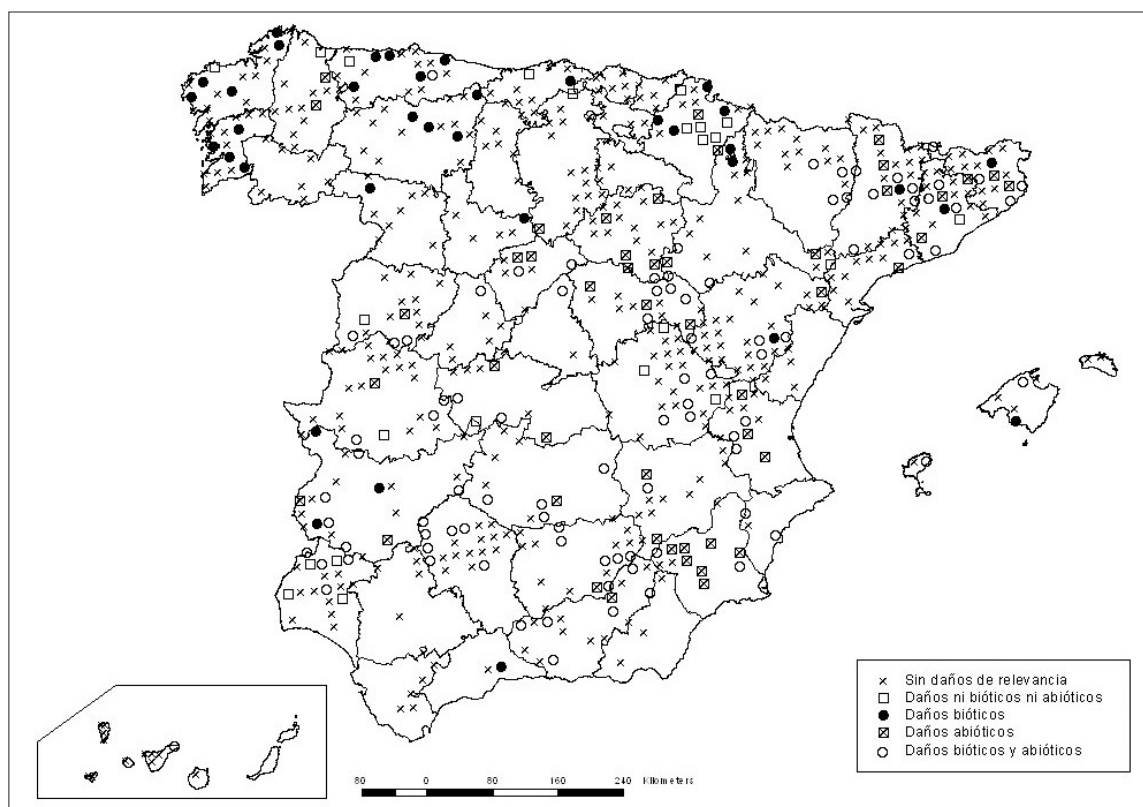 Sin daños de relevancia
Daños ni bióticos ni abióticos
Daños bióticos
Daños abióticos
Daños bióticos y abióticos
80 0 80 160 240 Kilometers